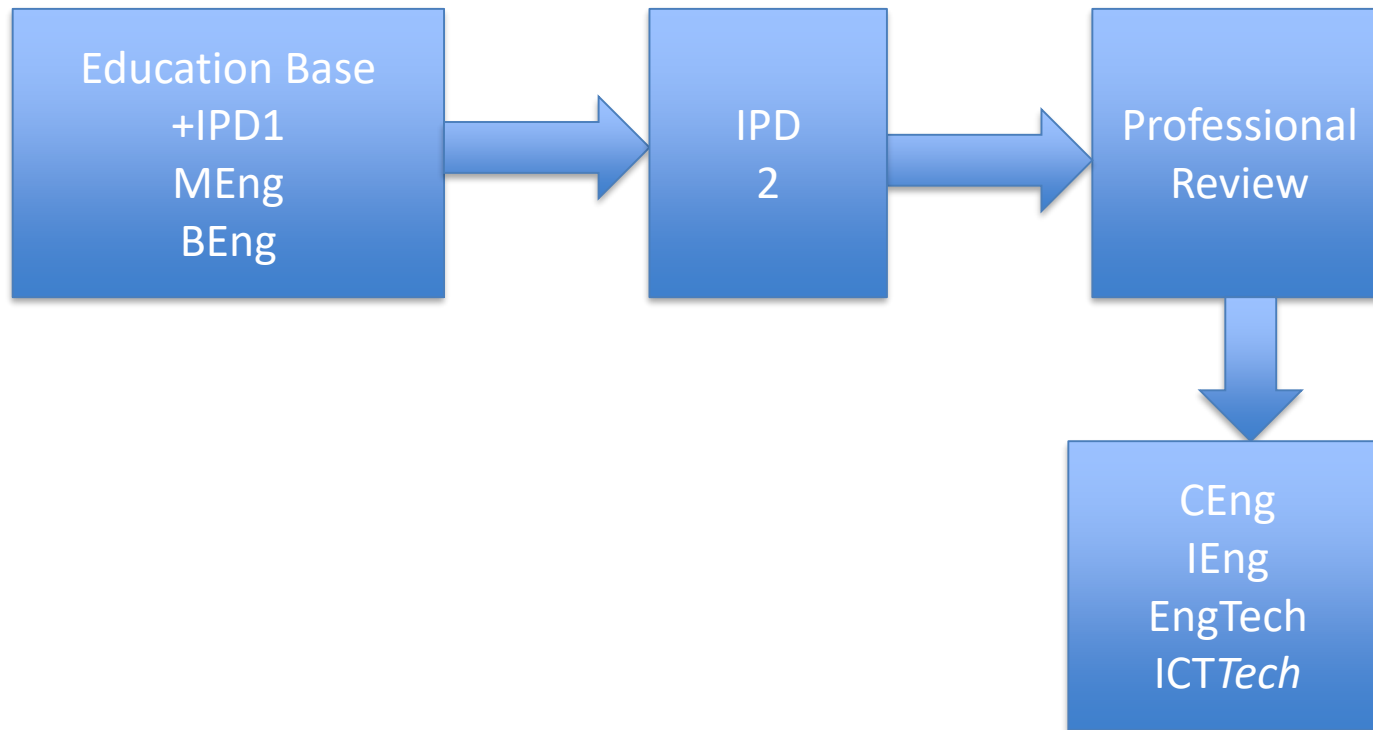 Education Base
+IPD1
MEng
BEng
IPD
2
Professional
Review
CEng
IEng
EngTech
ICTTech